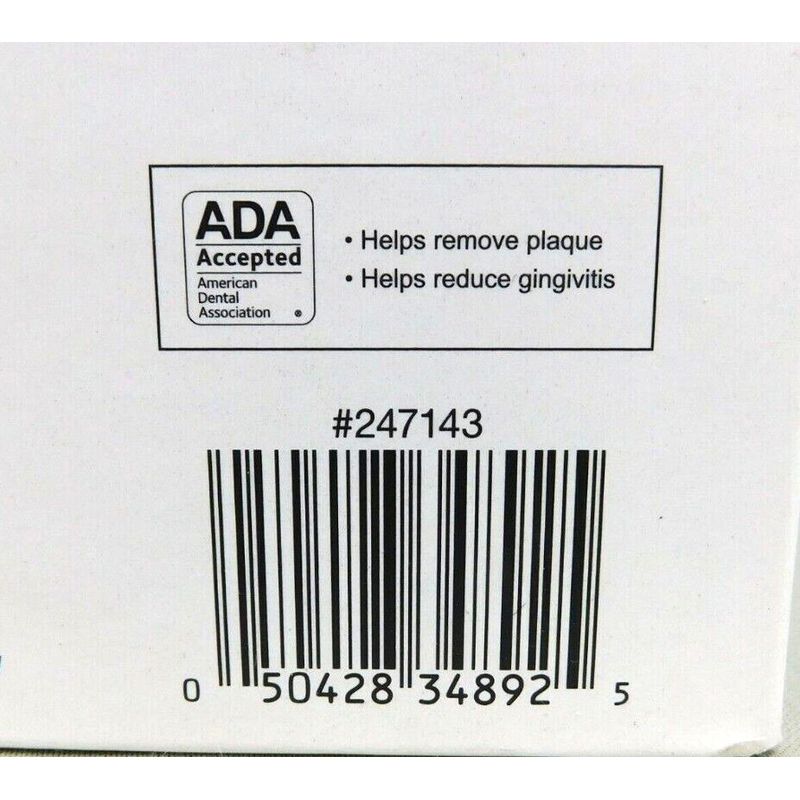 ADA
Accepted
American
Dental
Association ®
• Helps remove plaque
• Helps reduce gingivitis
#247143
0 50428 34892 5